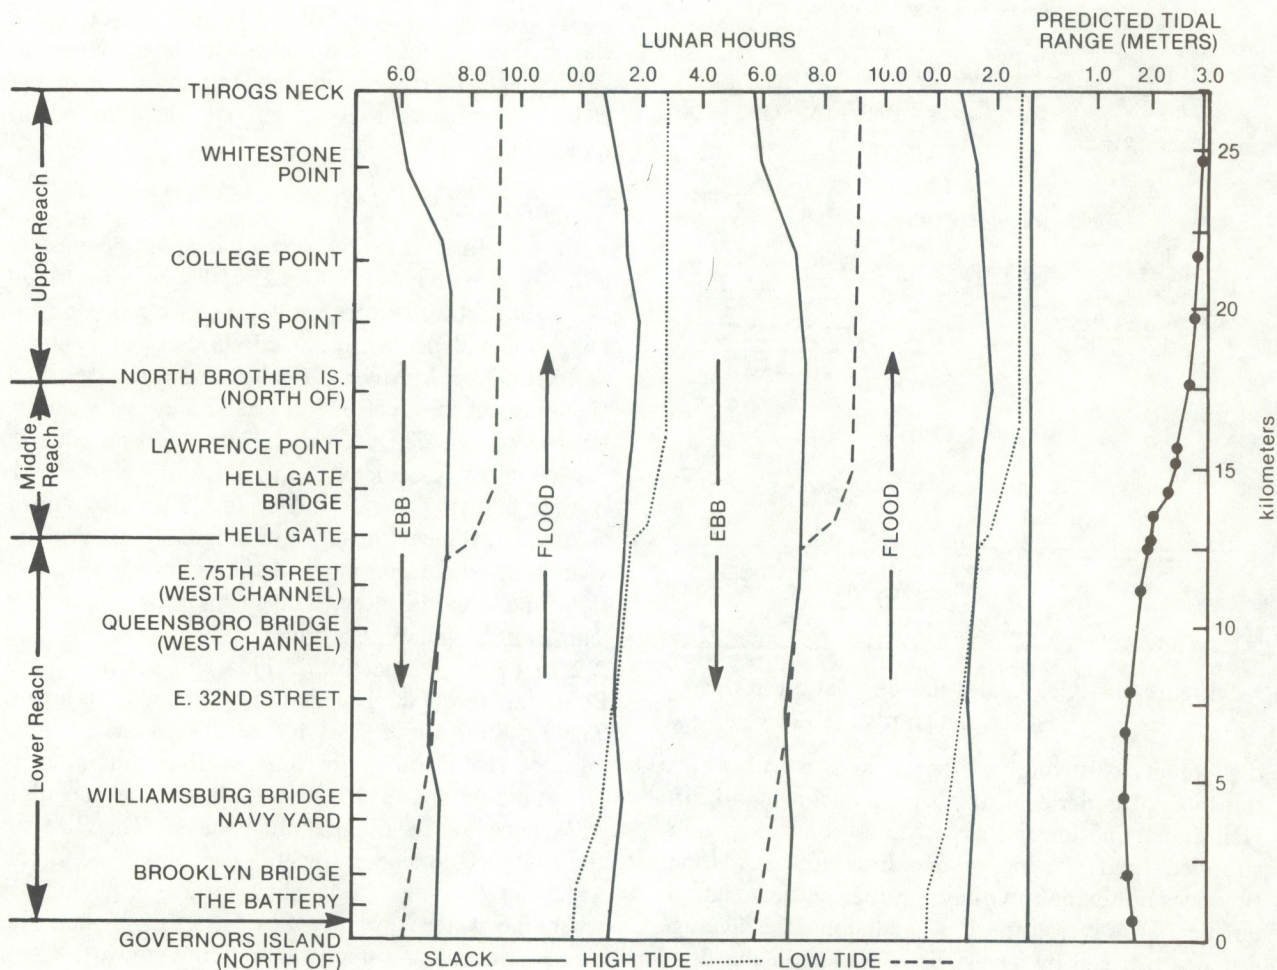 PREDICTED TIDAL
RANGE (METERS)
LUNAR HOURS
6.0 8.0 10.0 0.0 2.0 4.0 6.0 8.0 10.0 0.0 2.0 1.0 2.0 3.0
THROGS NECK
WHITESTONE
POINT
COLLEGE POINT
HUNTS POINT
NORTH BROTHER IS.
(NORTH OF)
LAWRENCE POINT
HELL GATE
BRIDGE
HELL GATE
E. 75TH STREET
(WEST CHANNEL)
QUEENSBORO BRIDGE
(WEST CHANNEL)
E. 32ND STREET
WILLIAMSBURG BRIDGE
NAVY YARD
BROOKLYN BRIDGE
THE BATTERY
GOVERNORS ISLAND
(NORTH OF)
Upper Reach
Middle
Reach
Lower Reach
EBB
FLOOD
EBB
FLOOD
25
20
15
10
5
0
kilometers
SLACK HIGH TIDE LOW TIDE